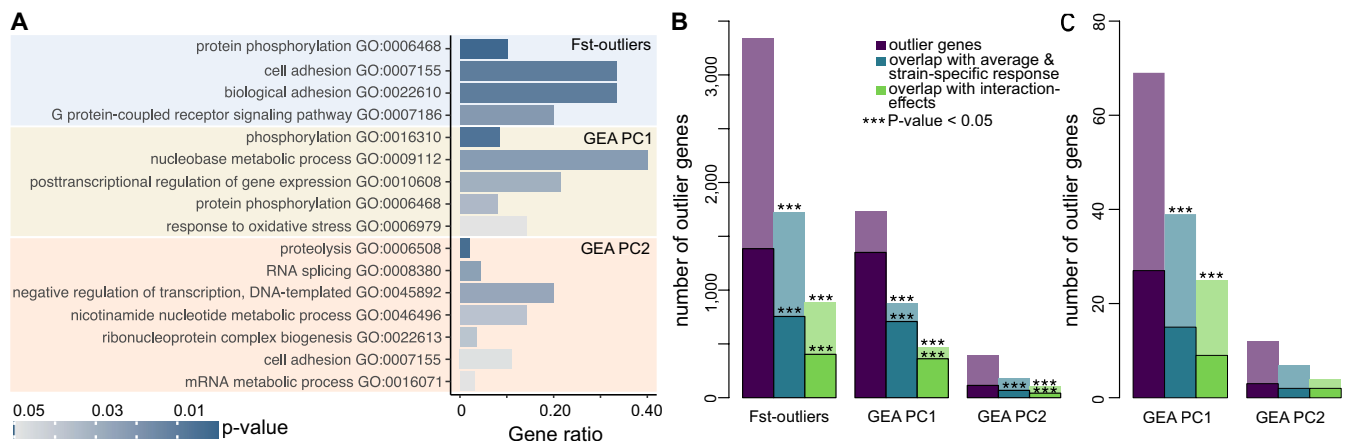 A
protein phosphorylation GO:0006468
Fst-outliers
cell adhesion GO:0007155
biological adhesion GO:0022610
G protein-coupled receptor signaling pathway GO:0007186
phosphorylation GO:0016310
GEA PC1
nucleobase metabolic process GO:0009112
posttranscriptional regulation of gene expression GO:0010608
protein phosphorylation GO:0006468
response to oxidative stress GO:0006979
proteolysis GO:0006508
GEA PC2
RNA splicing GO:0008380
negative regulation of transcription, DNA-templated GO:0045892
nicotinamide nucleotide metabolic process GO:0046496
ribonucleoprotein complex biogenesis GO:0022613
cell adhesion GO:0007155
mRNA metabolic process GO:0016071
0 0.20 0.40
Gene ratio
0.05 0.03 0.01
p-value
B
number of outlier genes
3,000
2,000
1,000
0
outlier genes
overlap with average &
strain-specific response
overlap with interaction-
effects
*** P-value < 0.05
***
***
***
***
***
***
***
***
***
***
***
Fst-outliers GEA PC1 GEA PC2
C
number of outlier genes
80
60
40
20
0
***
***
GEA PC1 GEA PC2